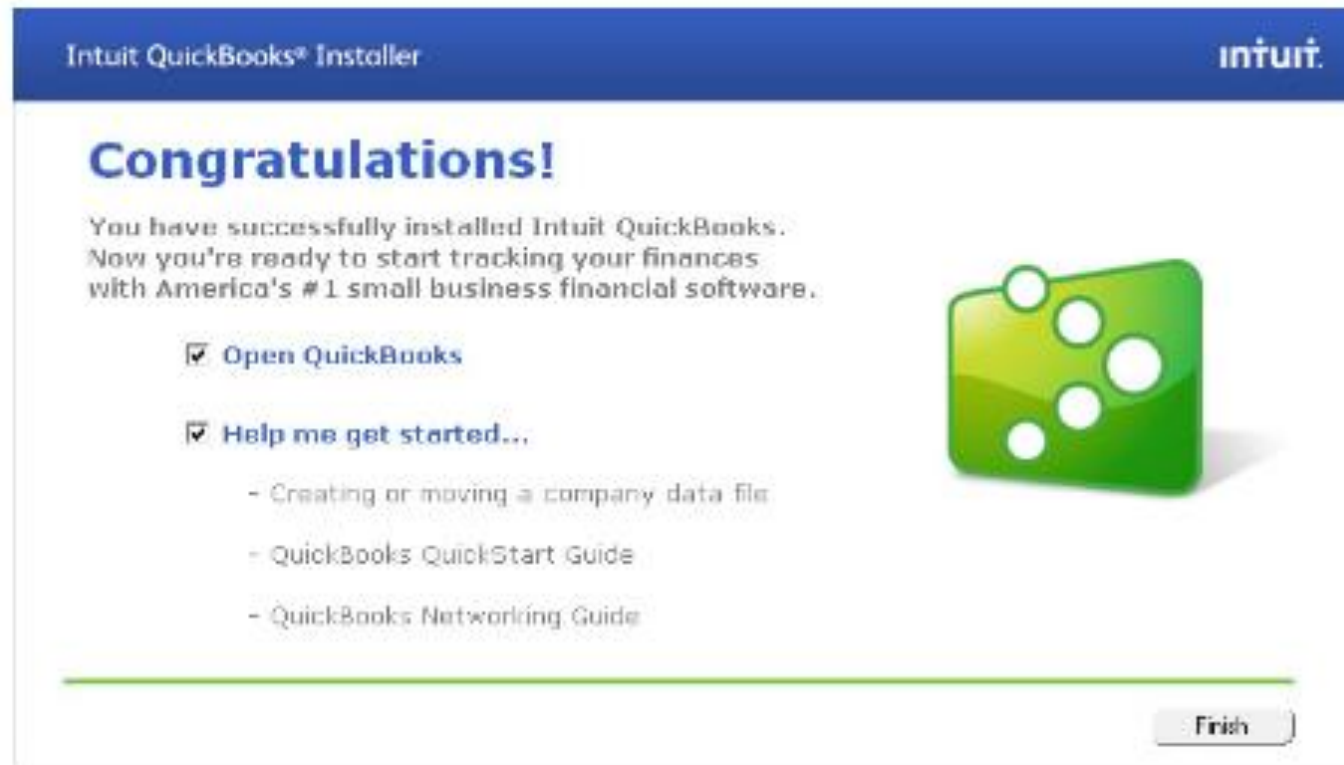 Intuit QuickBooks® Installer
intuit.
Congratulations!
You have successfully installed Intuit QuickBooks.
Now you're ready to start tracking your finances
with America's #1 small business financial software.
Open QuickBooks
Help me get started...
- Creating or moving a company data file
- QuickBooks QuickStart Guide
- QuickBooks Networking Guide
Finish